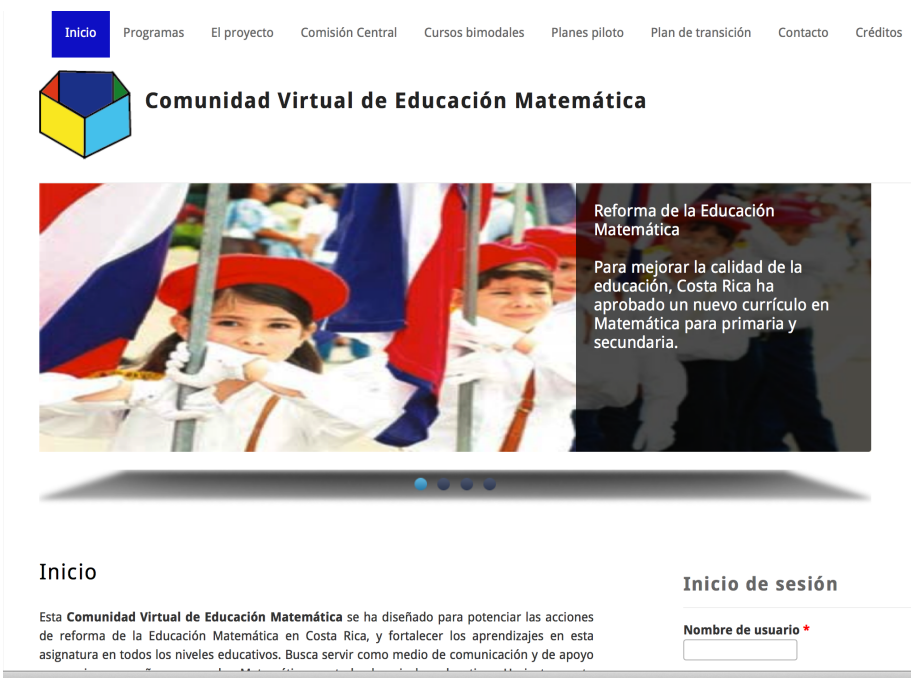 Inicio Programas El proyecto Comisión Central Cursos bimodales Planes piloto Plan de transición Contacto Créditos
Comunidad Virtual de Educación Matemática
Reforma de la Educación
Matemática
Para mejorar la calidad de la
educación, Costa Rica ha
aprobado un nuevo currículo en
Matemática para primaria y
secundaria.
Inicio
Esta Comunidad Virtual de Educación Matemática se ha diseñado para potenciar las acciones
de reforma de la Educación Matemática en Costa Rica, y fortalecer los aprendizajes en esta
asignatura en todos los niveles educativos. Busca servir como medio de comunicación y de apoyo
Inicio de sesión
Nombre de usuario *